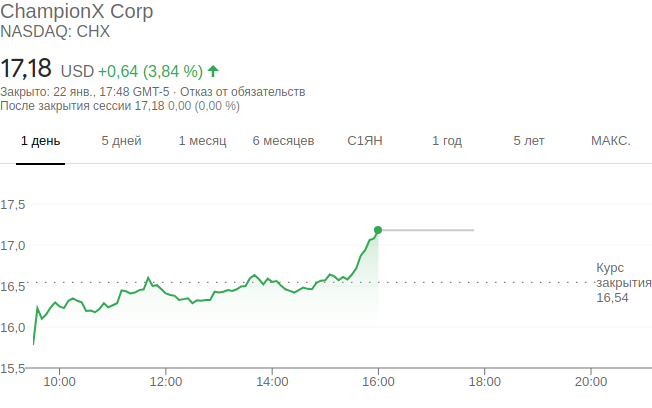 ChampionX Corp
NASDAQ: CHX
17,18 USD +0,64 (3,84 %)
Закрыто: 22 янв., 17:48 GMT-5 · Отказ от обязательств
После закрытия сессии 17,18 0,00 (0,00 %)
1 день 5 дней 1 месяц 6 месяцев С1ЯН 1 год 5 лет МАКС.
17,5
17,0
16,5
16,0
15,5
Курс
закрытия
16,54
10:00 12:00 14:00 16:00 18:00 20:00